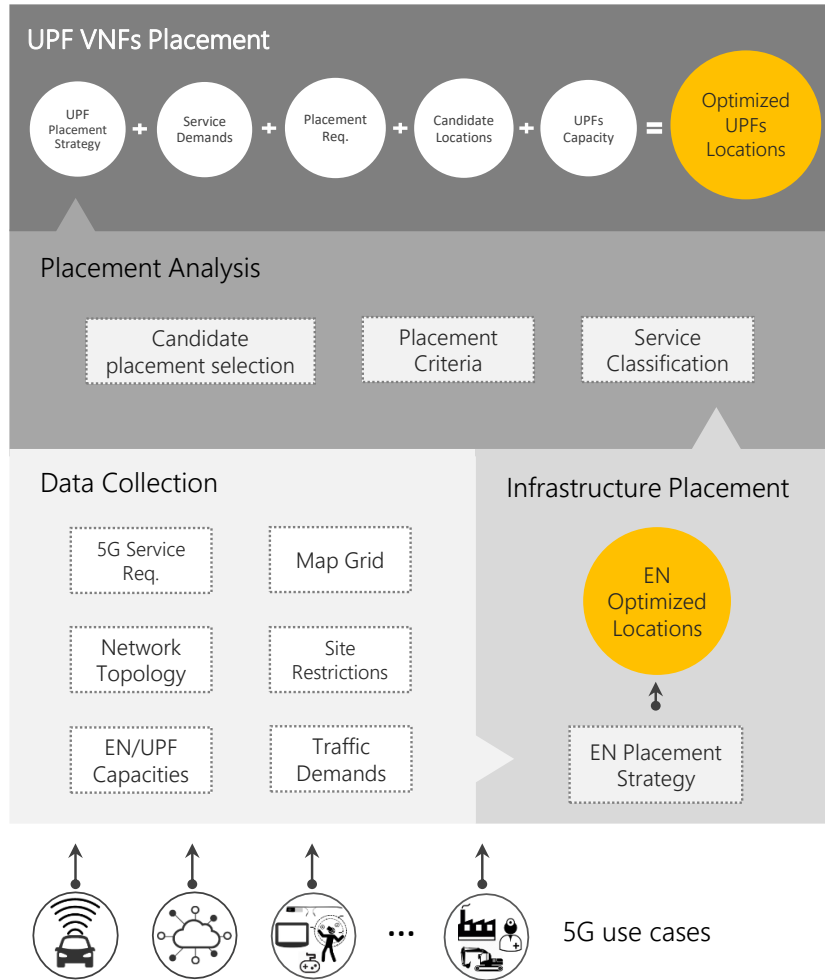 UPF VNFs Placement
UPF
Placement
Strategy
+
Service
Demands
+
Placement
Req.
+
Candidate
Locations
+
UPFs
Capacity
=
Optimized
UPFs
Locations
Placement Analysis
Candidate
placement selection
Placement
Criteria
Service
Classification
Data Collection
5G Service
Req.
Map Grid
Network
Topology
Site
Restrictions
EN/UPF
Capacities
Traffic
Demands
Infrastructure Placement
EN
Optimized
Locations
EN Placement
Strategy
...
5G use cases